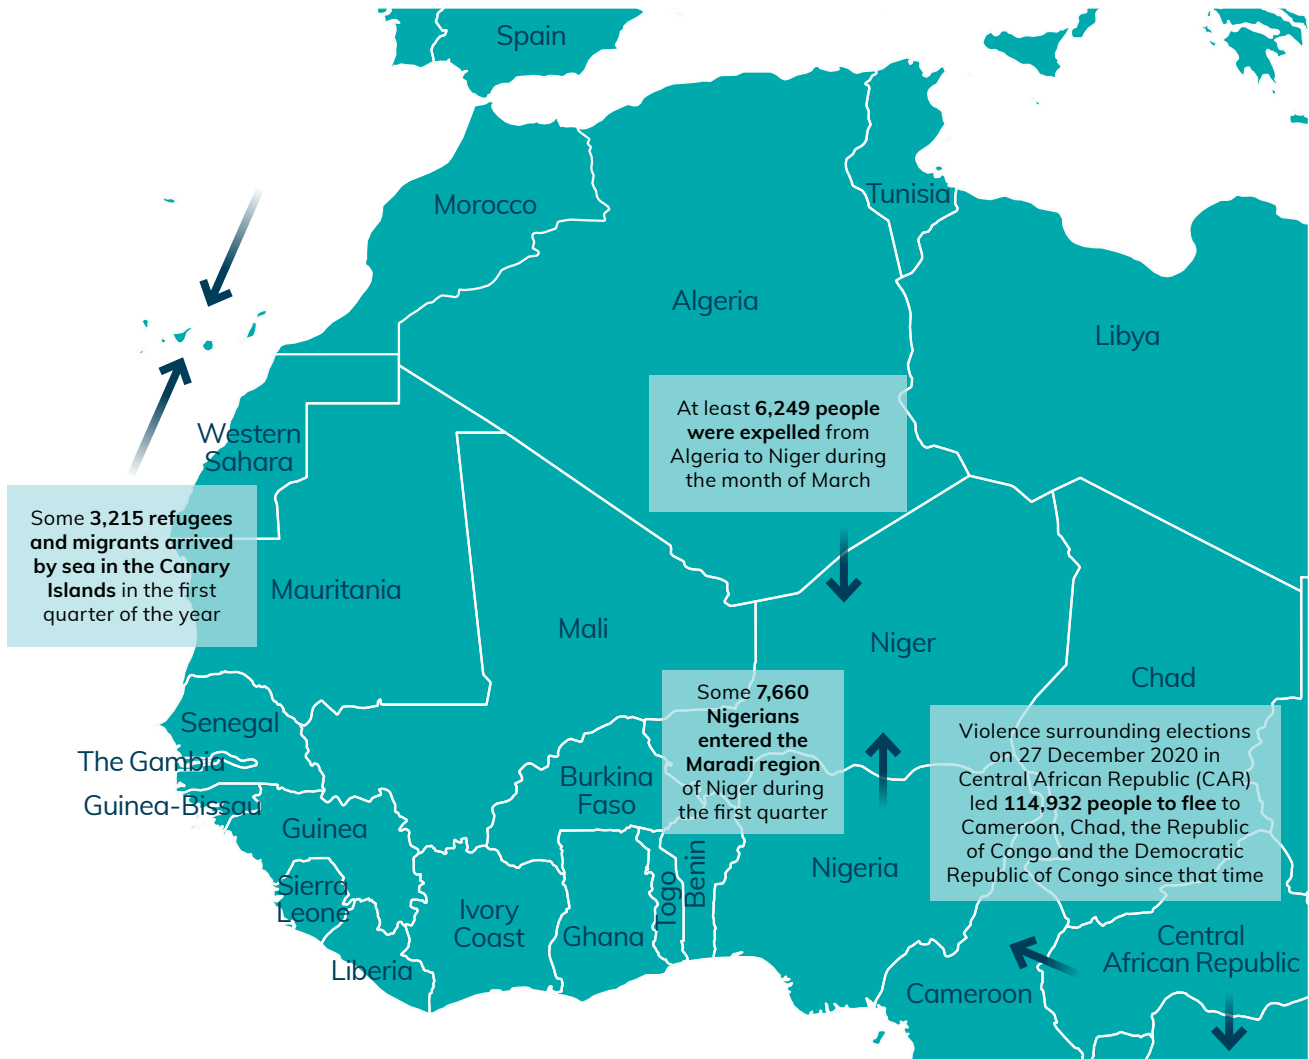 Spain
Morocco
Tunisia
Algeria
Libya
At least 6,249 people
were expelled from
Algeria to Niger during
the month of March
Western
Sahara
Some 3,215 refugees
and migrants arrived
by sea in the Canary
Islands in the first
quarter of the year
Mauritania
Mali
Niger
Chad
Some 7,660
Nigerians
entered the
Maradi region
of Niger during
the first quarter
Violence surrounding elections
on 27 December 2020 in
Central African Republic (CAR)
led 114,932 people to flee to
Cameroon, Chad, the Republic
of Congo and the Democratic
Republic of Congo since that time
Senegal
The Gambia
Guinea-Bissau
Burkina
Faso
Guinea
Sierra
Leone
Liberia
Ivory
Coast
Ghana
Togo
Benin
Nigeria
Cameroon
Central
African Republic